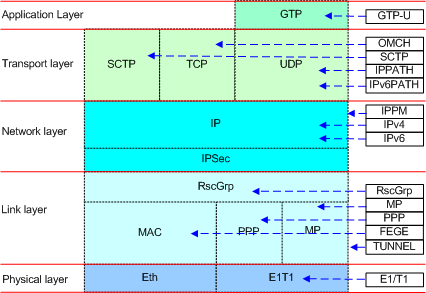 Application Layer
GTP
GTP-U
OMCH
Transport layer
SCTP
TCP
UDP
SCTP
IPPATH
IPv6PATH
IPPM
Network layer
IP
IPv4
IPv6
IPSec
RscGrp
RscGrp
MP
Link layer
MAC
PPP
MP
PPP
FEGE
TUNNEL
Physical layer
Eth
E1T1
E1/T1